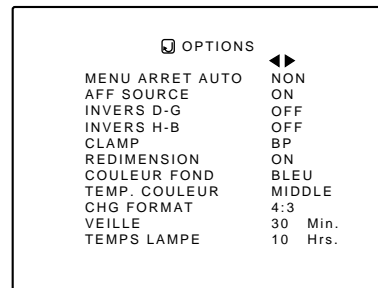 OPTIONS
MENU ARRET AUTO NON
AFF SOURCE ON
INVERS D-G OFF
INVERS H-B OFF
CLAMP BP
REDIMENSION ON
COULEUR FOND BLEU
TEMP. COULEUR MIDDLE
CHG FORMAT 4:3
VEILLE 30 Min.
TEMPS LAMPE 10 Hrs.